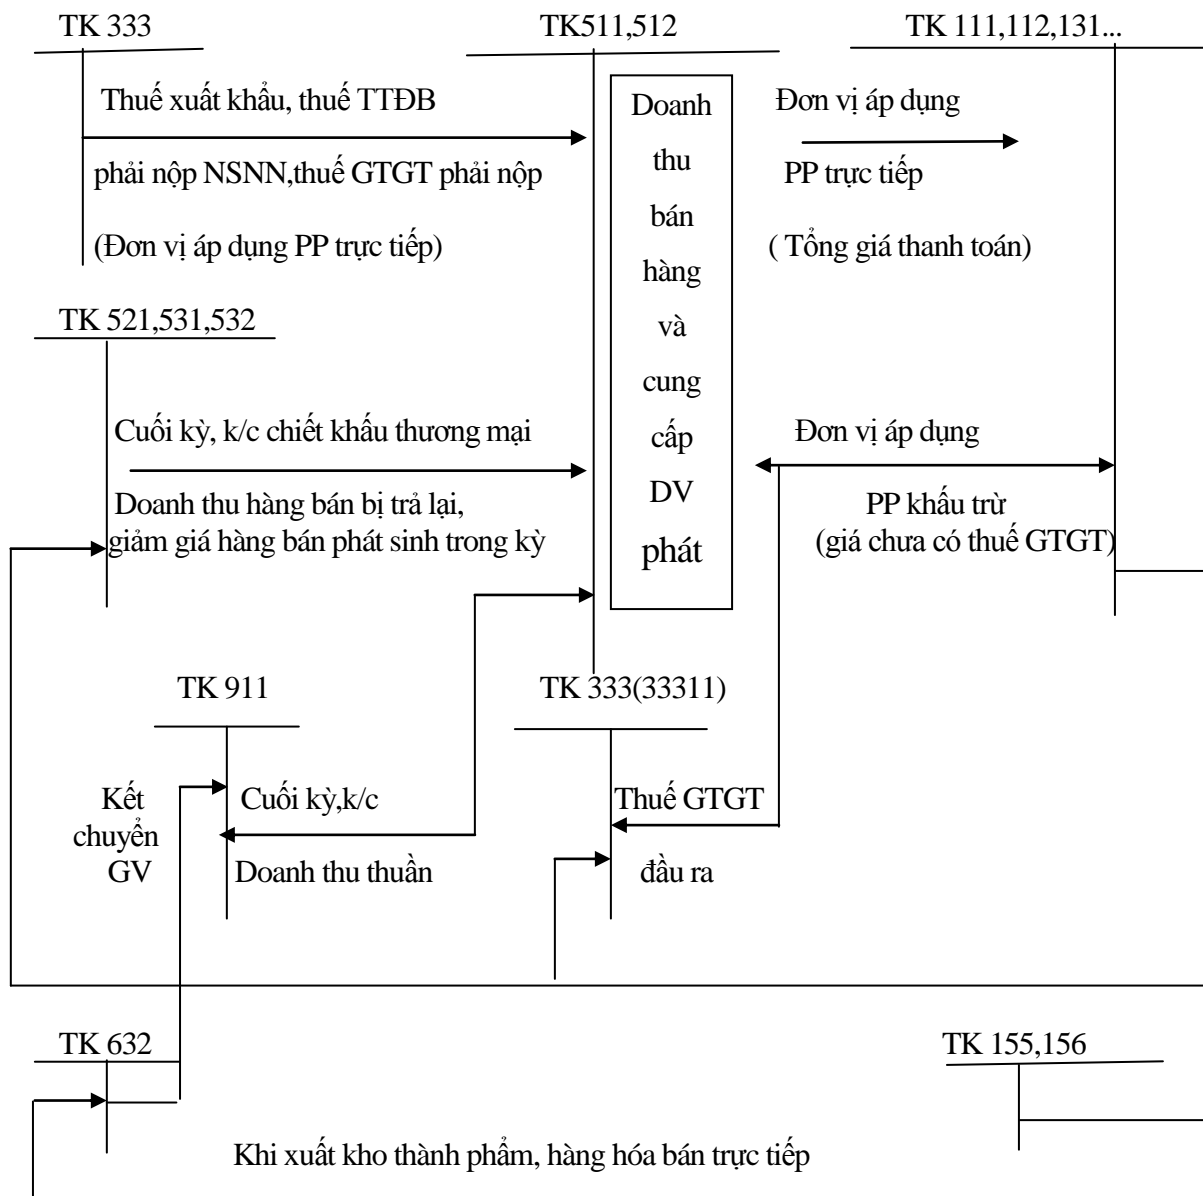 TK 333
TK511,512
TK 111,112,131...
Thuế xuất khẩu, thuế TTĐB
phải nộp NSNN,thuế GTGT phải nộp
(Đơn vị áp dụng PP trực tiếp)
Doanh
thu
bán
hàng
và
cung
cấp
DV
phát
Đơn vị áp dụng
PP trực tiếp
( Tổng giá thanh toán)
TK 521,531,532
Cuối kỳ, k/c chiết khấu thương mại
Doanh thu hàng bán bị trả lại,
giảm giá hàng bán phát sinh trong kỳ
Đơn vị áp dụng
PP khấu trừ
(giá chưa có thuế GTGT)
TK 911
TK 333(33311)
Kết
chuyển
GV
Cuối kỳ,k/c
Doanh thu thuần
Thuế GTGT
đầu ra
TK 632
TK 155,156
Khi xuất kho thành phẩm, hàng hóa bán trực tiếp